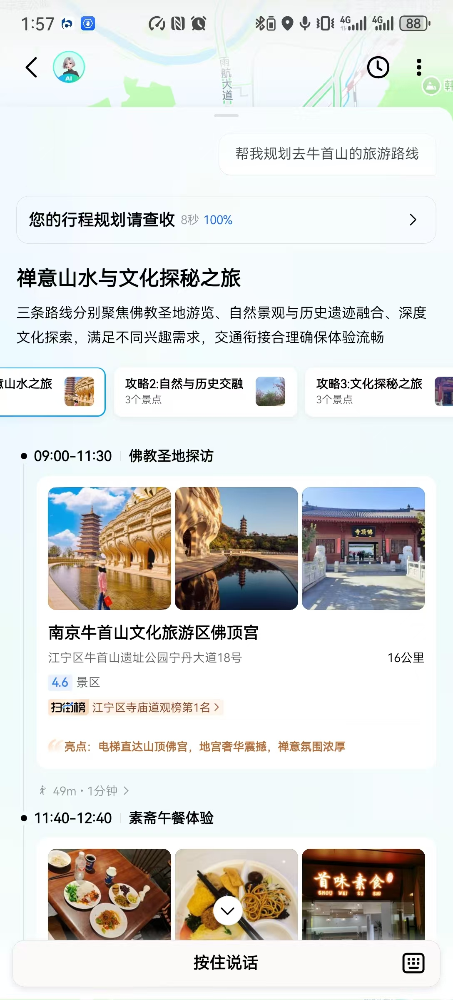 1:57
4G
4G
88
雨航大道
AI
韩
帮我规划去牛首山的旅游路线
您的行程规划请查收 8秒 100%
禅意山水与文化探秘之旅
三条路线分别聚焦佛教圣地游览、自然景观与历史遗迹融合、深度
文化探索，满足不同兴趣需求，交通衔接合理确保体验流畅
意山水之旅
攻略2:自然与历史交融
3个景点
攻略3:文化探秘之旅
3个景点
09:00-11:30 | 佛教圣地探访
佛顶寺
南京牛首山文化旅游区佛顶宫
江宁区牛首山遗址公园宁丹大道18号 16公里
4.6 景区
扫街榜 江宁区寺庙道观榜第1名 >
亮点：电梯直达山顶佛宫，地宫奢华震撼，禅意氛围浓厚
49m · 1分钟 >
11:40-12:40 | 素斋午餐体验
首味素食
SHOU WEI SU SHI
按住说话